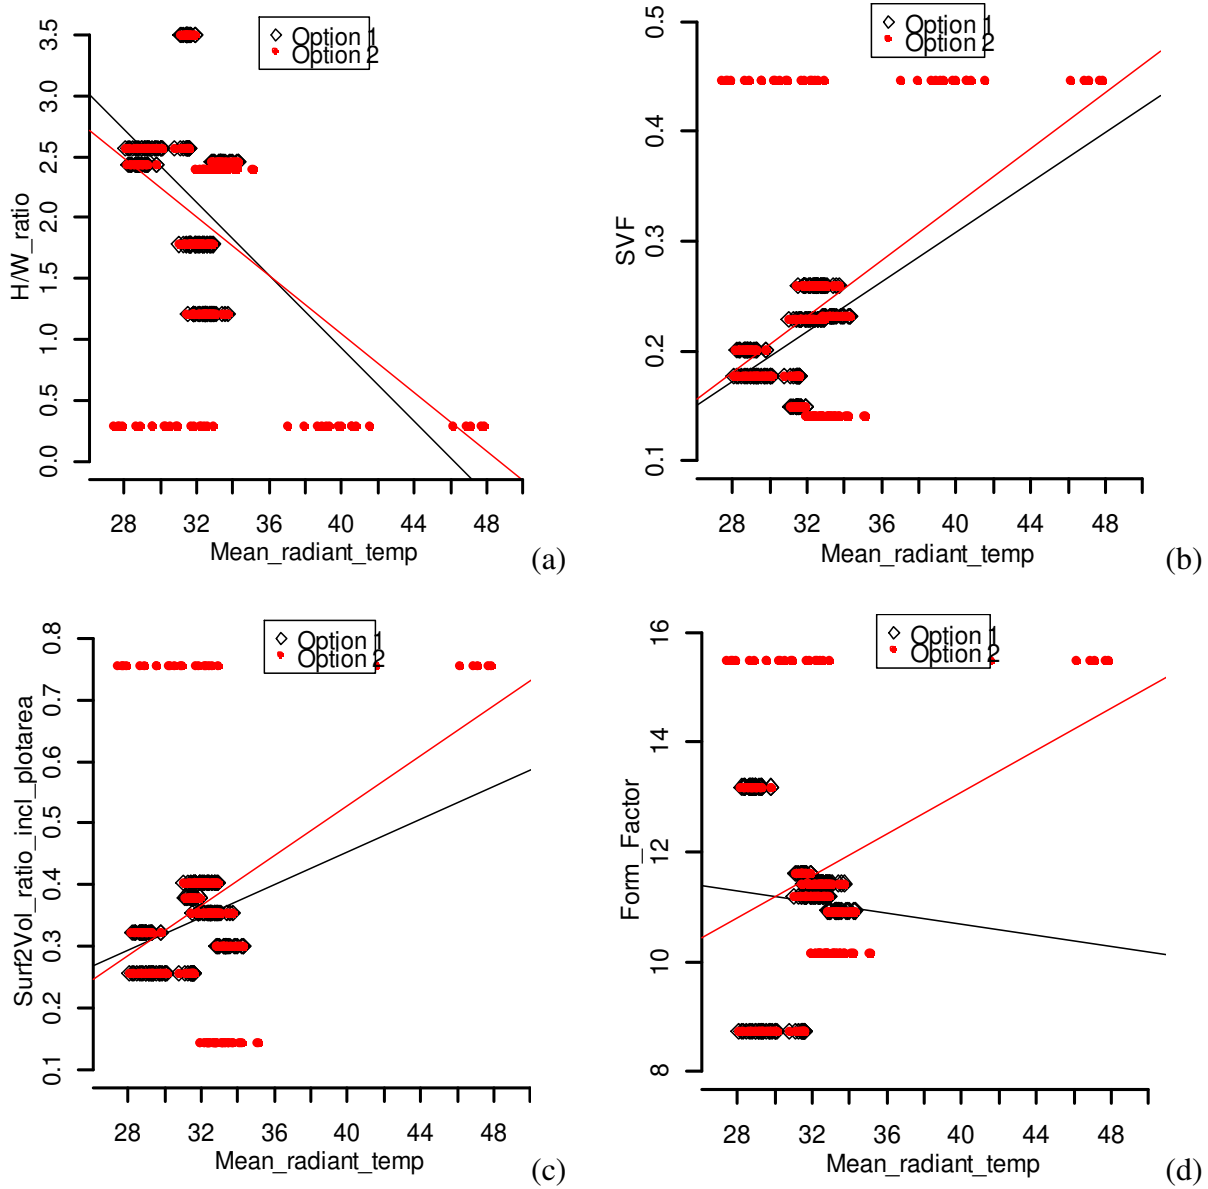 Option 1
Option 2
H/W_ratio
3.5
3.0
2.5
2.0
1.5
1.0
0.5
0.0
28 32 36 40 44 48
Mean_radiant_temp
(a)
Option 1
Option 2
SVF
0.5
0.4
0.3
0.2
0.1
28 32 36 40 44 48
Mean_radiant_temp
(b)
Option 1
Option 2
Surf2Vol_ratio_incl_plotarea
0.8
0.7
0.6
0.5
0.4
0.3
0.2
0.1
28 32 36 40 44 48
Mean_radiant_temp
(c)
Option 1
Option 2
Form_Factor
16
14
12
10
8
28 32 36 40 44 48
Mean_radiant_temp
(d)